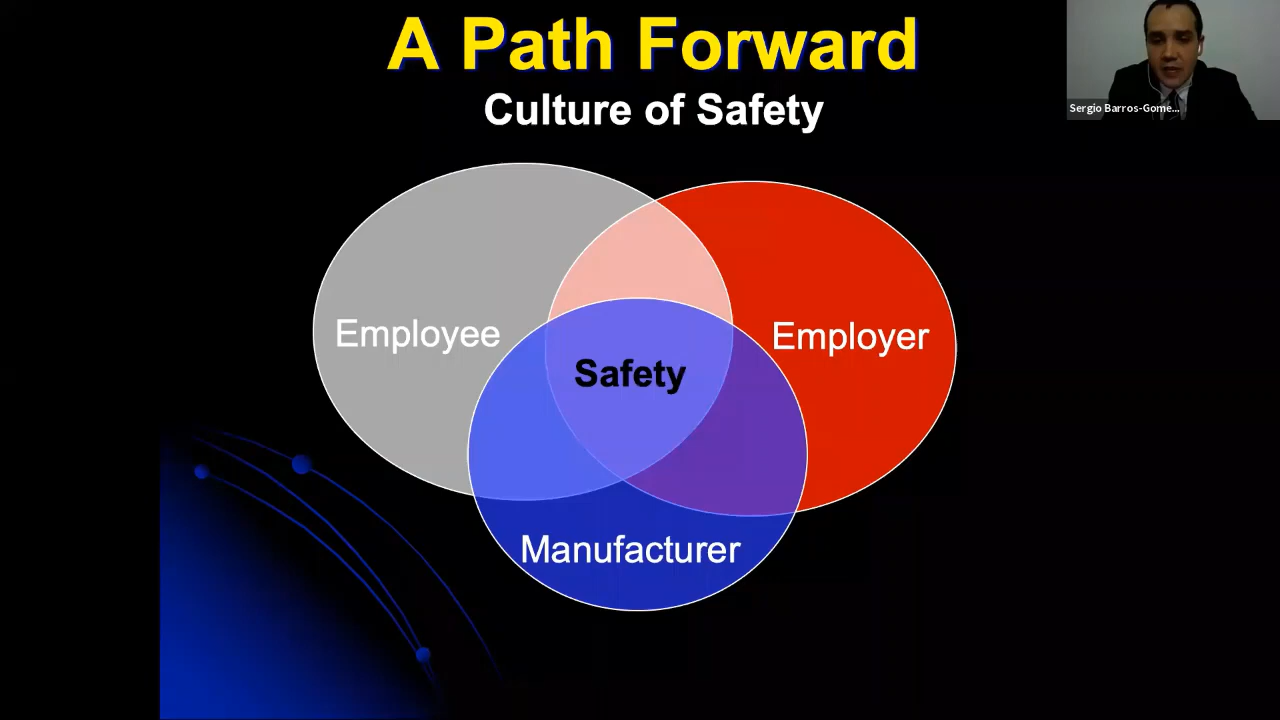 A Path Forward
Culture of Safety
Sergio Barros-Gome...
Employee
Employer
Safety
Manufacturer